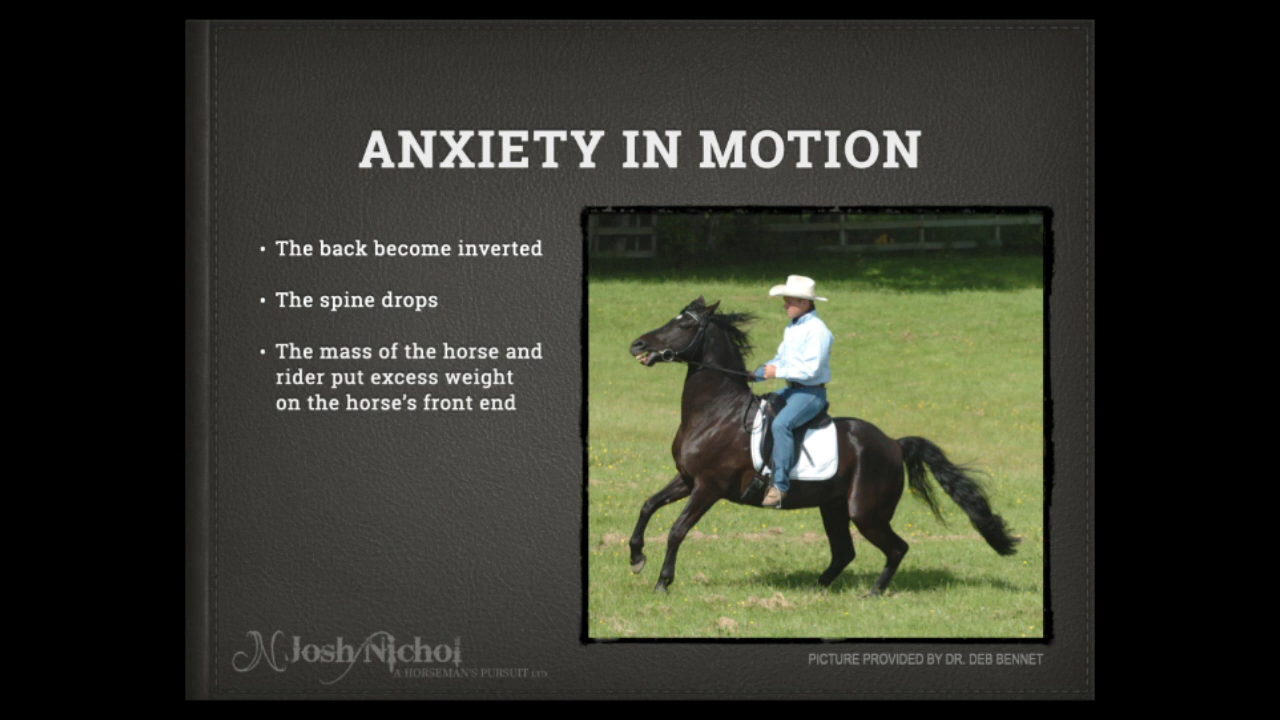 ANXIETY IN MOTION
• The back become inverted
• The spine drops
• The mass of the horse and
rider put excess weight
on the horse's front end
N Josh Nichol
A HORSEMAN'S PURSUIT LTD.
PICTURE PROVIDED BY DR. DEB BENNET